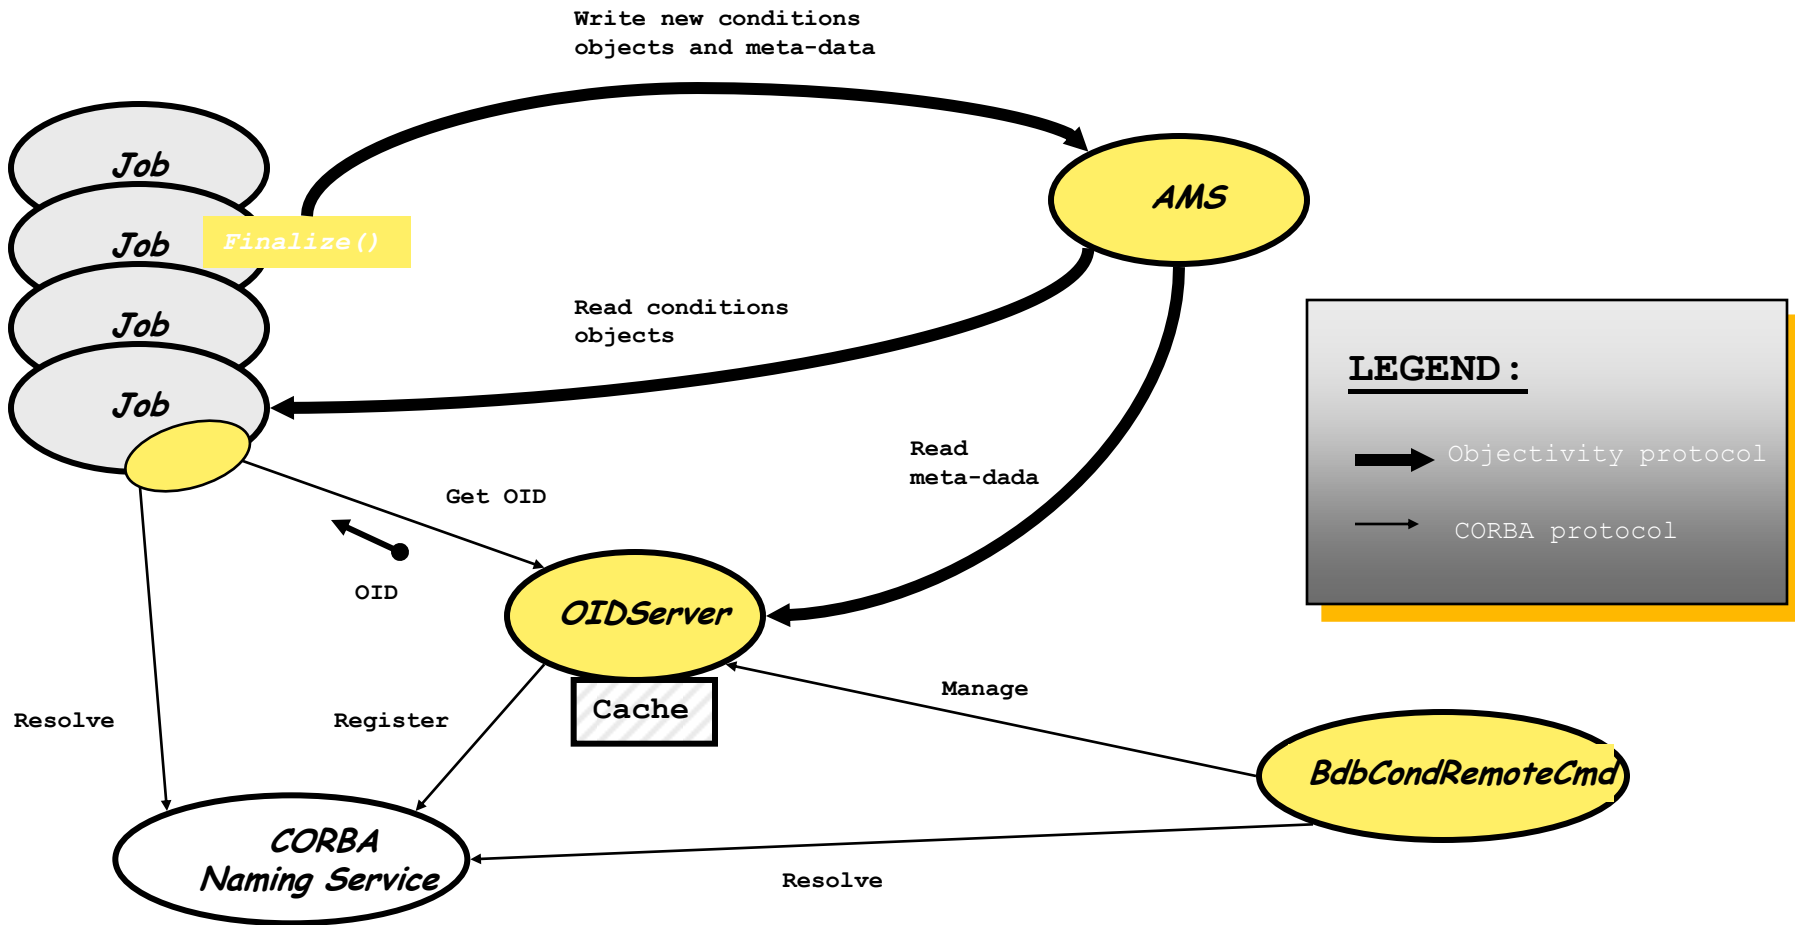 Write new conditions
objects and meta-data
Job
AMS
Job
Finalize()
Read conditions
objects
Job
LEGEND:
Job
Read
meta-dada
Objectivity protocol
Get OID
CORBA protocol
OID
OIDServer
Manage
Cache
Resolve
Register
BdbCondRemoteCmd
CORBA
Naming Service
Resolve